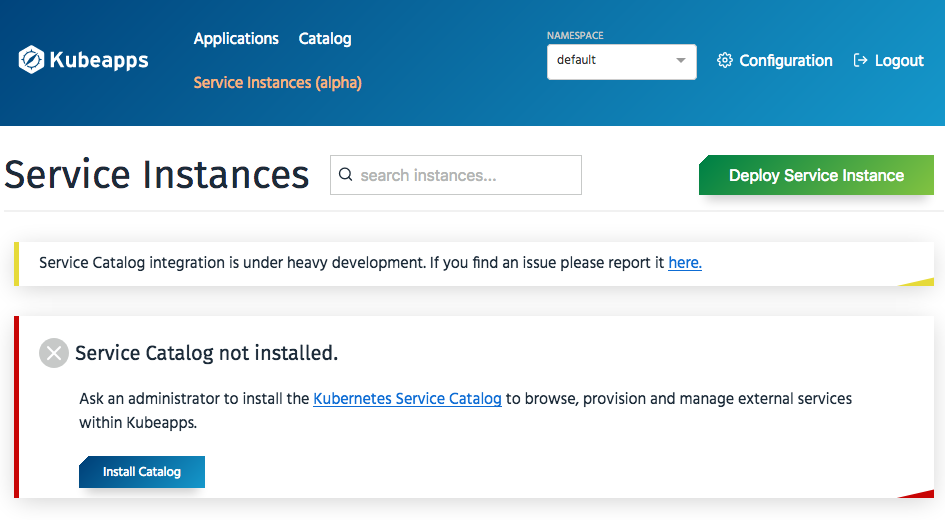 Kubeapps
Applications
Catalog
Service Instances (alpha)
NAMESPACE
default
Configuration
Logout
Service Instances
search instances...
Deploy Service Instance
Service Catalog integration is under heavy development. If you find an issue please report it here.
Service Catalog not installed.
Ask an administrator to install the Kubernetes Service Catalog to browse, provision and manage external services
within Kubeapps.
Install Catalog